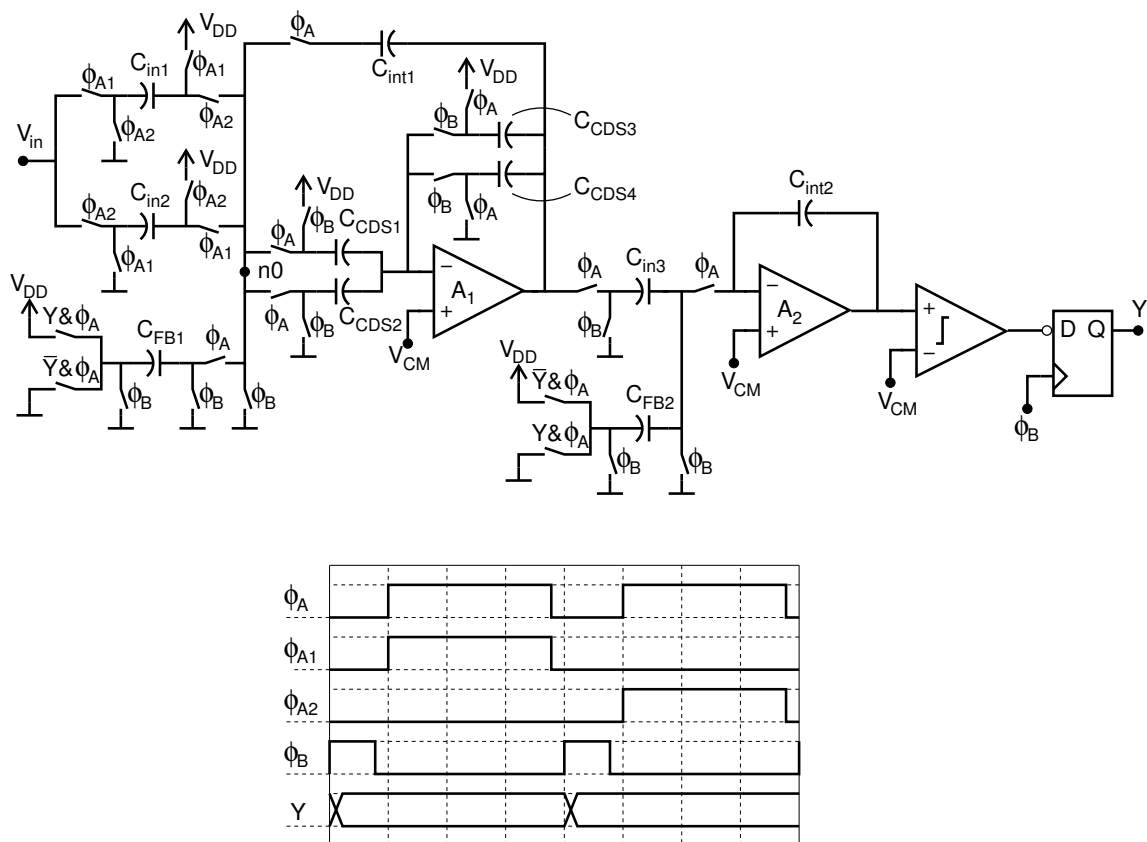 V_DD
ϕ_A
V_DD
C_in1
ϕ_A1
C_int1
ϕ_A1
ϕ_A2
V_DD
ϕ_A
ϕ_B
C_CDS3
V_in
ϕ_A2
V_DD
C_in2
ϕ_A2
ϕ_B
ϕ_A
C_CDS4
ϕ_A2
ϕ_A1
ϕ_A1
V_DD
ϕ_B
C_CDS1
ϕ_A
C_int2
n0
− A_1 +
ϕ_A
C_in3
ϕ_A
− A_2 +
+ −
Y
D Q
V_DD
Y&ϕ_A
C_FB1
ϕ_A
ϕ_A
ϕ_B
C_CDS2
V_CM
ϕ_B
V_CM
V_CM
ϕ_B
Y̅&ϕ_A
ϕ_B
ϕ_B
ϕ_B
V_DD
Y̅&ϕ_A
C_FB2
Y&ϕ_A
ϕ_B
ϕ_B
ϕ_A
ϕ_A1
ϕ_A2
ϕ_B
Y